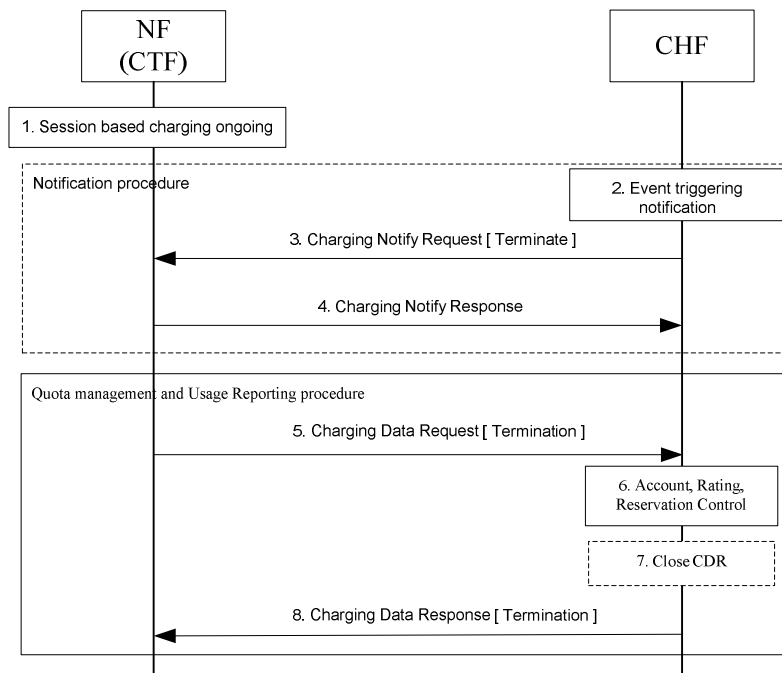 NF
(CTF)
CHF
1. Session based charging ongoing
Notification procedure
2. Event triggering
notification
3. Charging Notify Request [ Terminate ]
4. Charging Notify Response
Quota management and Usage Reporting procedure
5. Charging Data Request [ Termination ]
6. Account, Rating,
Reservation Control
7. Close CDR
8. Charging Data Response [ Termination ]